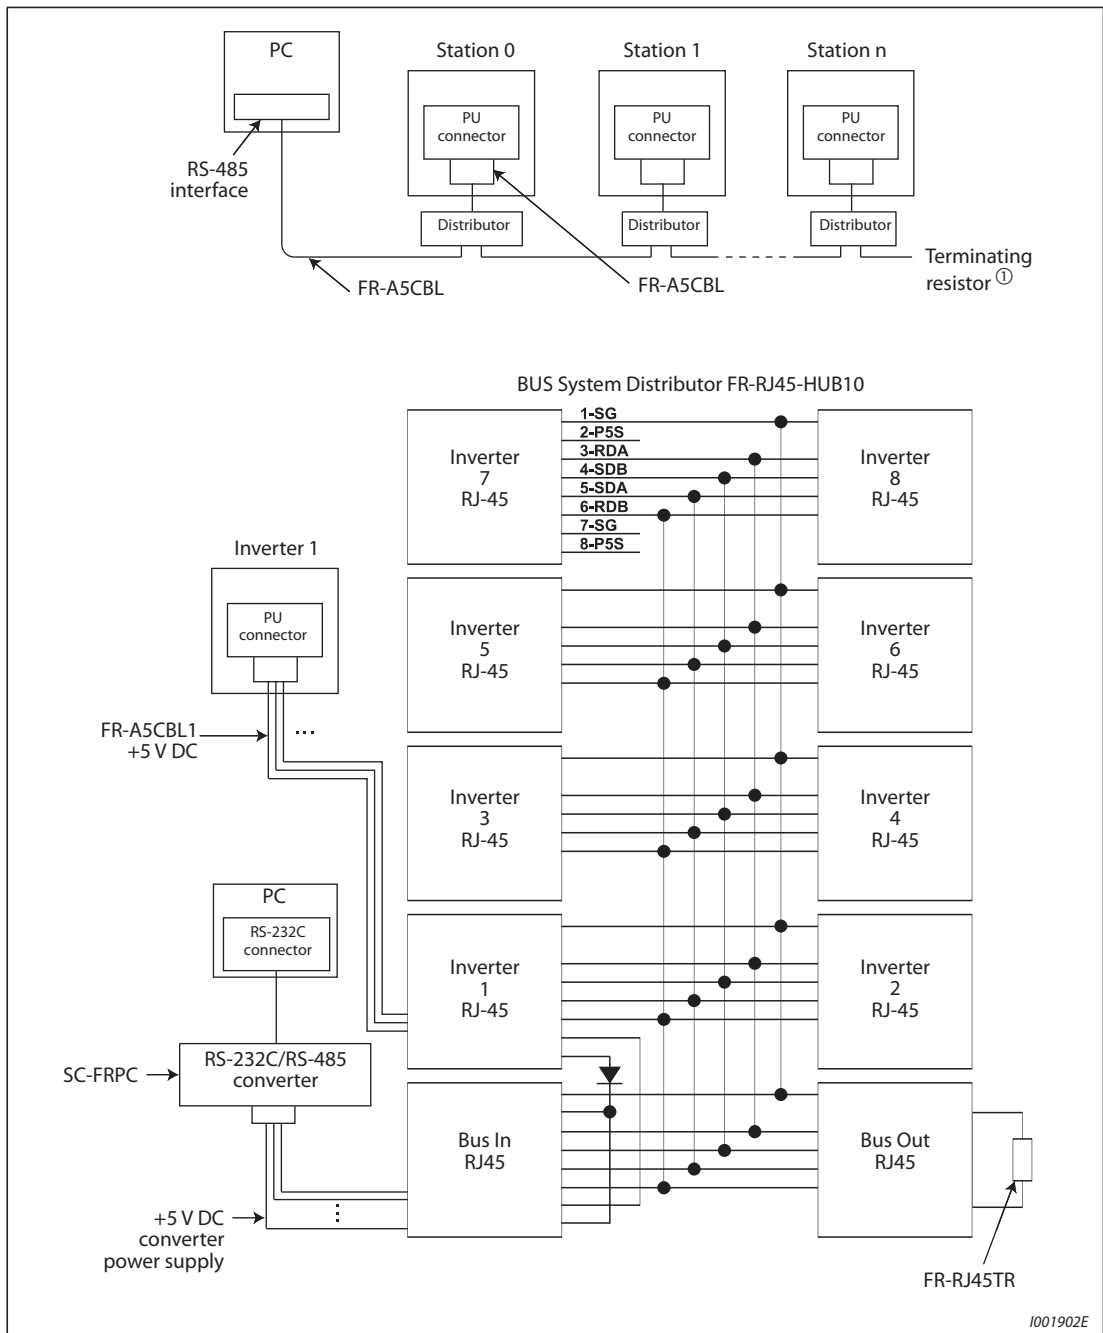 PC
Station 0
Station 1
Station n
PU
connector
PU
connector
PU
connector
RS-485
interface
Distributor
Distributor
Distributor
Terminating
resistor ①
FR-A5CBL
FR-A5CBL
BUS System Distributor FR-RJ45-HUB10
1-SG
2-P5S
3-RDA
4-SDB
5-SDA
6-RDB
7-SG
8-P5S
Inverter
7
RJ-45
Inverter
8
RJ-45
Inverter 1
PU
connector
Inverter
5
RJ-45
Inverter
6
RJ-45
FR-A5CBL1
+5 V DC
...
Inverter
3
RJ-45
Inverter
4
RJ-45
PC
RS-232C
connector
Inverter
1
RJ-45
Inverter
2
RJ-45
SC-FRPC
RS-232C/RS-485
converter
Bus In
RJ45
Bus Out
RJ45
+5 V DC
converter
power supply
FR-RJ45TR
I001902E